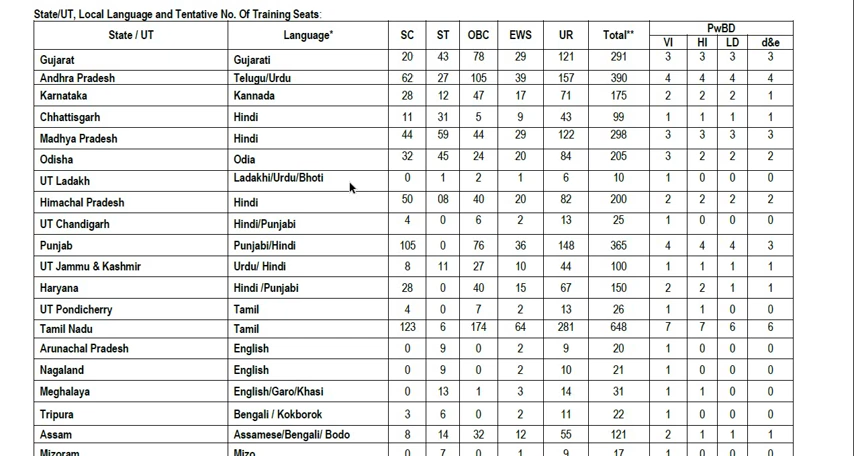 State/UT, Local Language and Tentative No. Of Training Seats:
State / UT Language* SC ST OBC EWS UR Total** PwBD
VI HI LD d&e
Gujarat Gujarati 20 43 78 29 121 291 3 3 3 3
Andhra Pradesh Telugu/Urdu 62 27 105 39 157 390 4 4 4 4
Karnataka Kannada 28 12 47 17 71 175 2 2 2 1
Chhattisgarh Hindi 11 31 5 9 43 99 1 1 1 1
Madhya Pradesh Hindi 44 59 44 29 122 298 3 3 3 3
Odisha Odia 32 45 24 20 84 205 3 2 2 2
UT Ladakh Ladakhi/Urdu/Bhoti 0 1 2 1 6 10 1 0 0 0
Himachal Pradesh Hindi 50 08 40 20 82 200 2 2 2 2
UT Chandigarh Hindi/Punjabi 4 0 6 2 13 25 1 0 0 0
Punjab Punjabi/Hindi 105 0 76 36 148 365 4 4 4 3
UT Jammu & Kashmir Urdu/ Hindi 8 11 27 10 44 100 1 1 1 1
Haryana Hindi /Punjabi 28 0 40 15 67 150 2 2 1 1
UT Pondicherry Tamil 4 0 7 2 13 26 1 1 0 0
Tamil Nadu Tamil 123 6 174 64 281 648 7 7 6 6
Arunachal Pradesh English 0 9 0 2 9 20 1 0 0 0
Nagaland English 0 9 0 2 10 21 1 0 0 0
Meghalaya English/Garo/Khasi 0 13 1 3 14 31 1 1 0 0
Tripura Bengali / Kokborok 3 6 0 2 11 22 1 0 0 0
Assam Assamese/Bengali/ Bodo 8 14 32 12 55 121 2 1 1 1
Mizoram Mizo 0 7 0 1 9 17 1 0 0 0